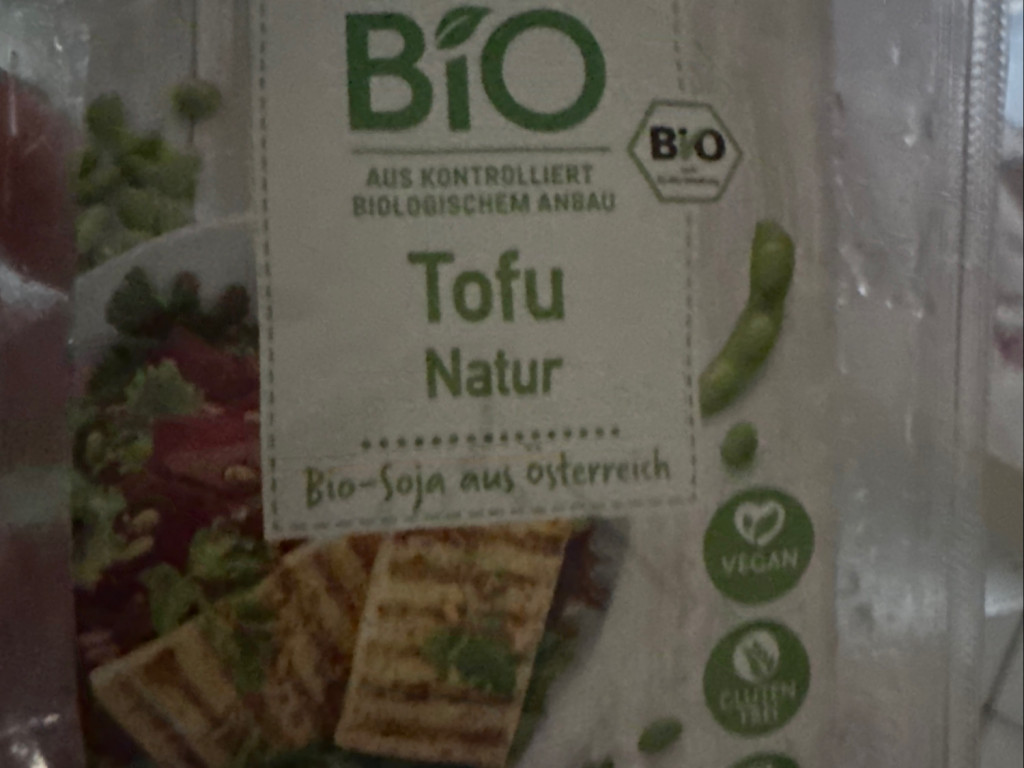 BiO
AUS KONTROLLIERT
BIOLOGISCHEM ANBAU
BiO
Tofu
Natur
Bio-Soja aus Österreich
VEGAN
GLUTEN
FREI